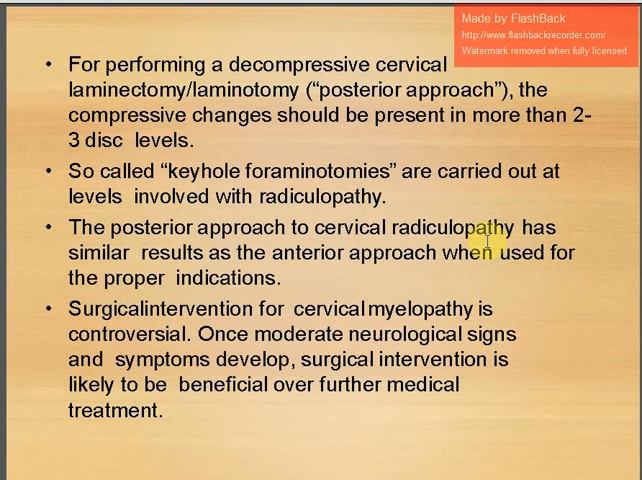 Made by FlashBack
http://www.flashbackrecorder.com/
Watermark removed when fully licensed
• For performing a decompressive cervical
laminectomy/laminotomy (“posterior approach”), the
compressive changes should be present in more than 2-
3 disc levels.
• So called “keyhole foraminotomies” are carried out at
levels involved with radiculopathy.
• The posterior approach to cervical radiculopathy has
similar results as the anterior approach when used for
the proper indications.
• Surgicalintervention for cervicalmyelopathy is
controversial. Once moderate neurological signs
and symptoms develop, surgical intervention is
likely to be beneficial over further medical
treatment.